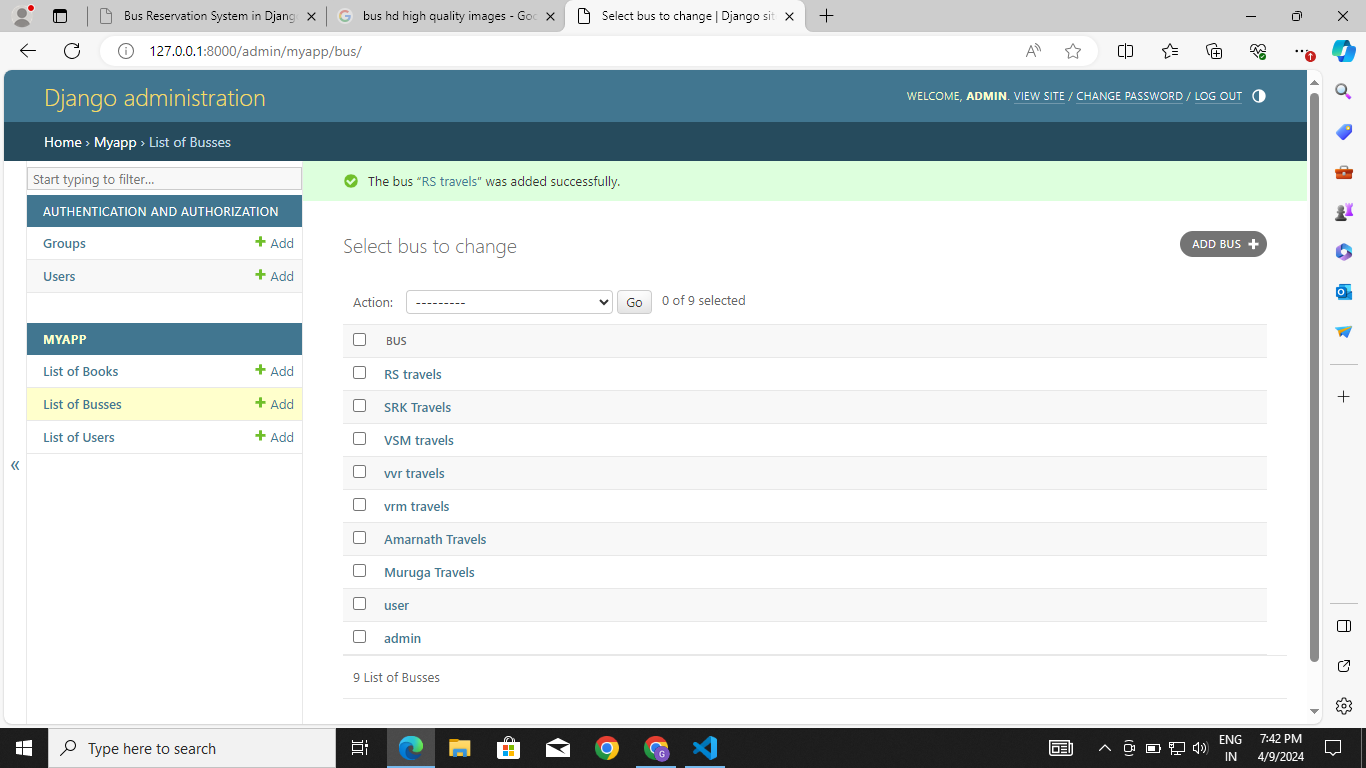 Bus Reservation System in Djang
bus hd high quality images - Goo
Select bus to change | Django sit
127.0.0.1:8000/admin/myapp/bus/
Django administration
WELCOME, ADMIN. VIEW SITE / CHANGE PASSWORD / LOG OUT
Home › Myapp › List of Busses
Start typing to filter...
AUTHENTICATION AND AUTHORIZATION
Groups
Add
Users
Add
MYAPP
List of Books
Add
List of Busses
Add
List of Users
Add
«
The bus “RS travels” was added successfully.
Select bus to change
ADD BUS
Action:
---------
Go
0 of 9 selected
BUS
RS travels
SRK Travels
VSM travels
vvr travels
vrm travels
Amarnath Travels
Muruga Travels
user
admin
9 List of Busses
Type here to search
G
ENG
IN
7:42 PM
4/9/2024